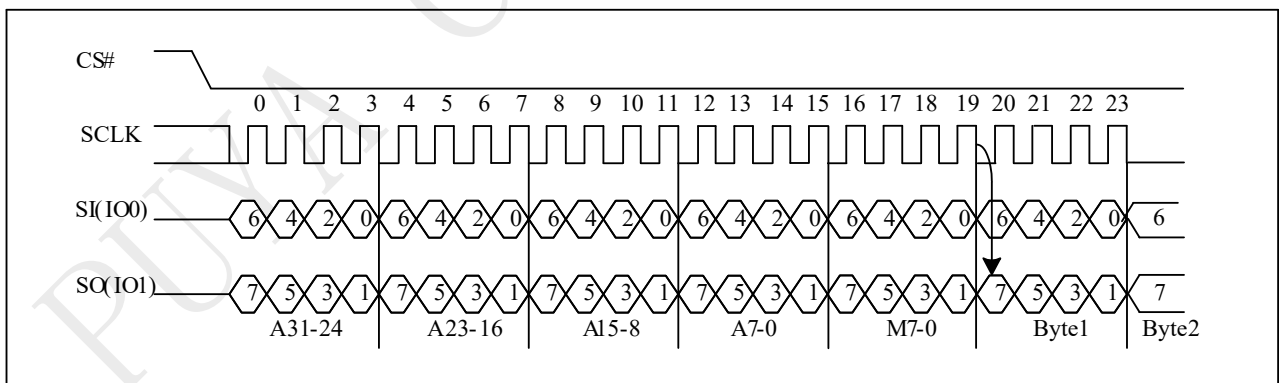 PUYA
CS#
0 1 2 3 4 5 6 7 8 9 10 11 12 13 14 15 16 17 18 19 20 21 22 23
SCLK
SI(IO0) 6 4 2 0 6 4 2 0 6 4 2 0 6 4 2 0 6 4 2 0 6 4 2 0 6
SO(IO1) 7 5 3 1 7 5 3 1 7 5 3 1 7 5 3 1 7 5 3 1 7 5 3 1 7
A31-24 A23-16 A15-8 A7-0 M7-0 Byte1 Byte2